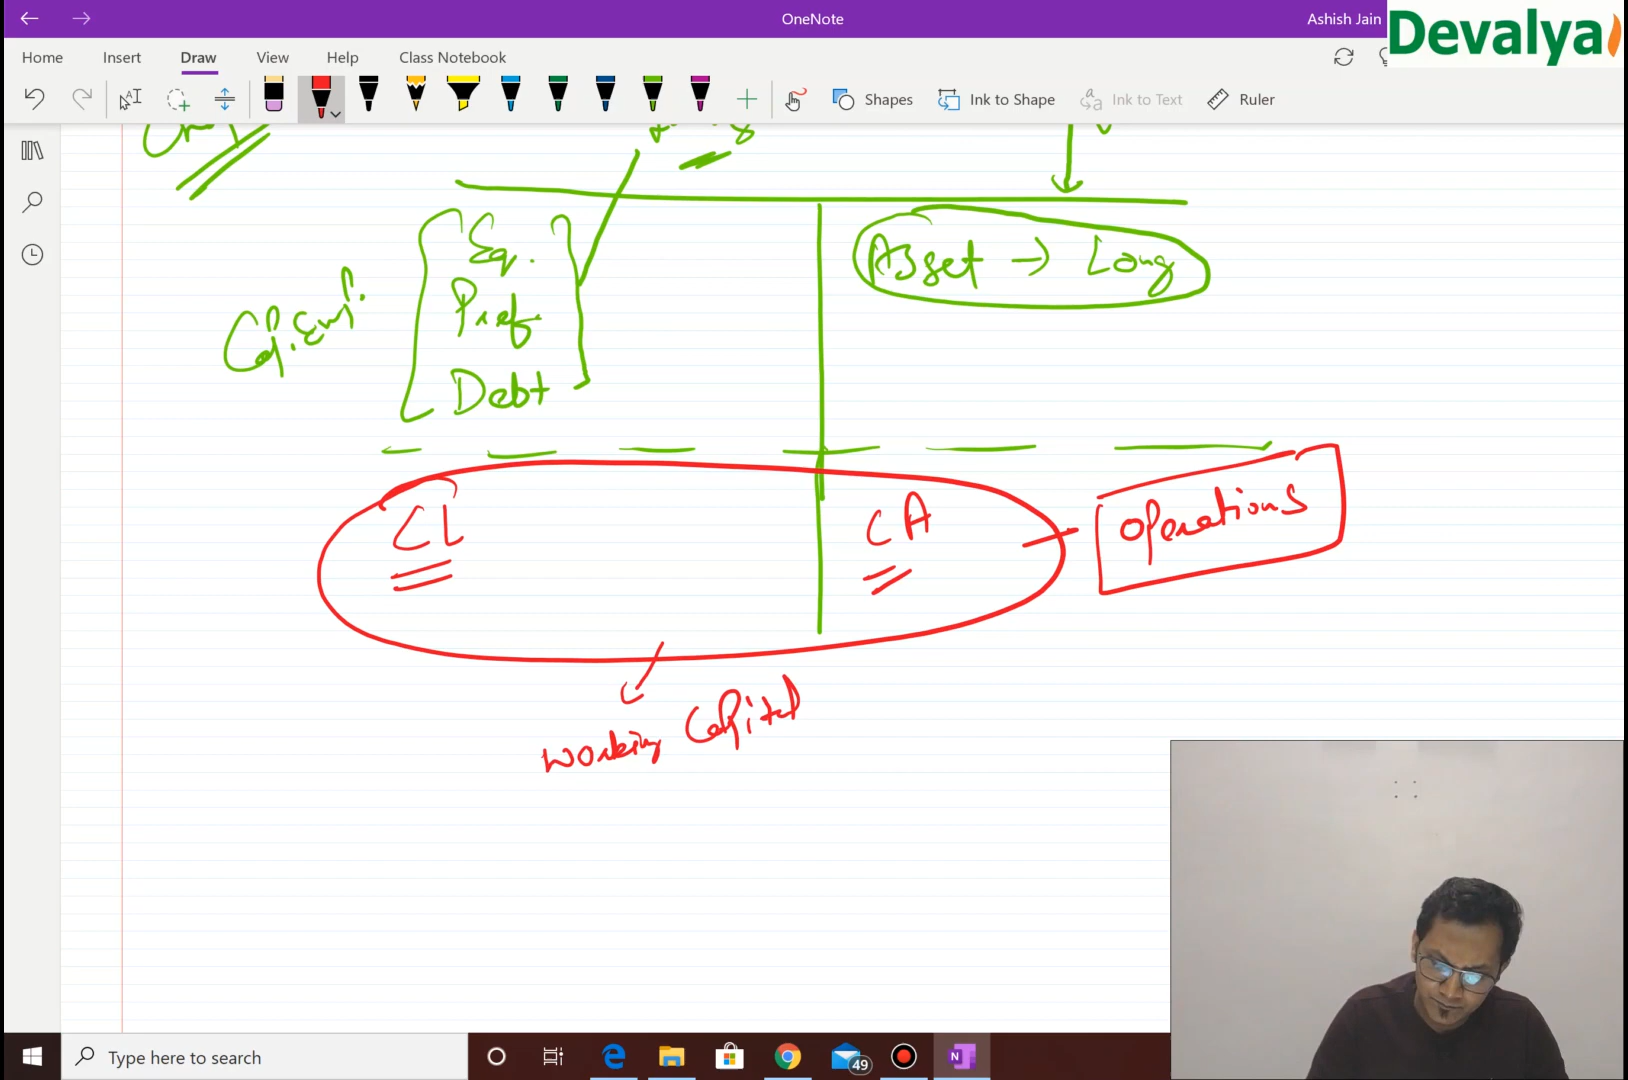 OneNote
Ashish Jain
Devalya
Home Insert Draw View Help Class Notebook
Shapes Ink to Shape Ink to Text Ruler
Eq.
Pref.
Debt
Asset → Long
CL
CA
Operations
Working Capital
Type here to search
49
N